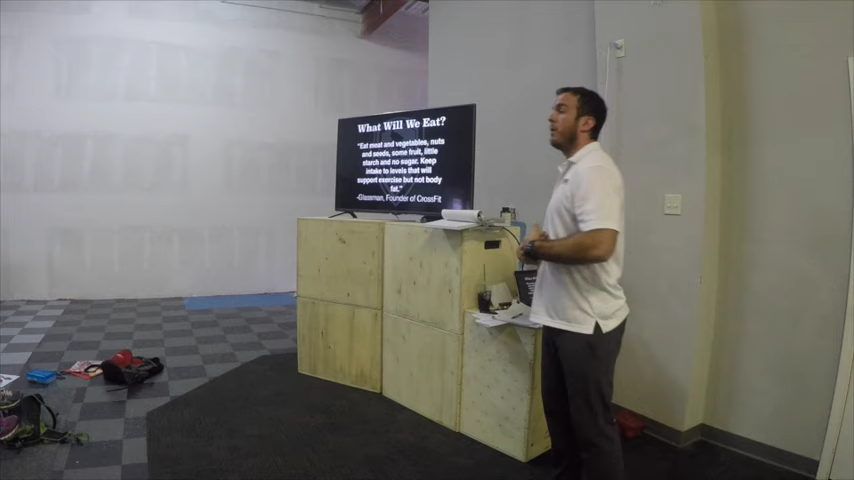 What Will We Eat?
"Eat meat and vegetables, nuts
and seeds, some fruit, little
starch and no sugar. Keep
intake to levels that will
support exercise but not body
fat."
-Glassman, Founder of CrossFit